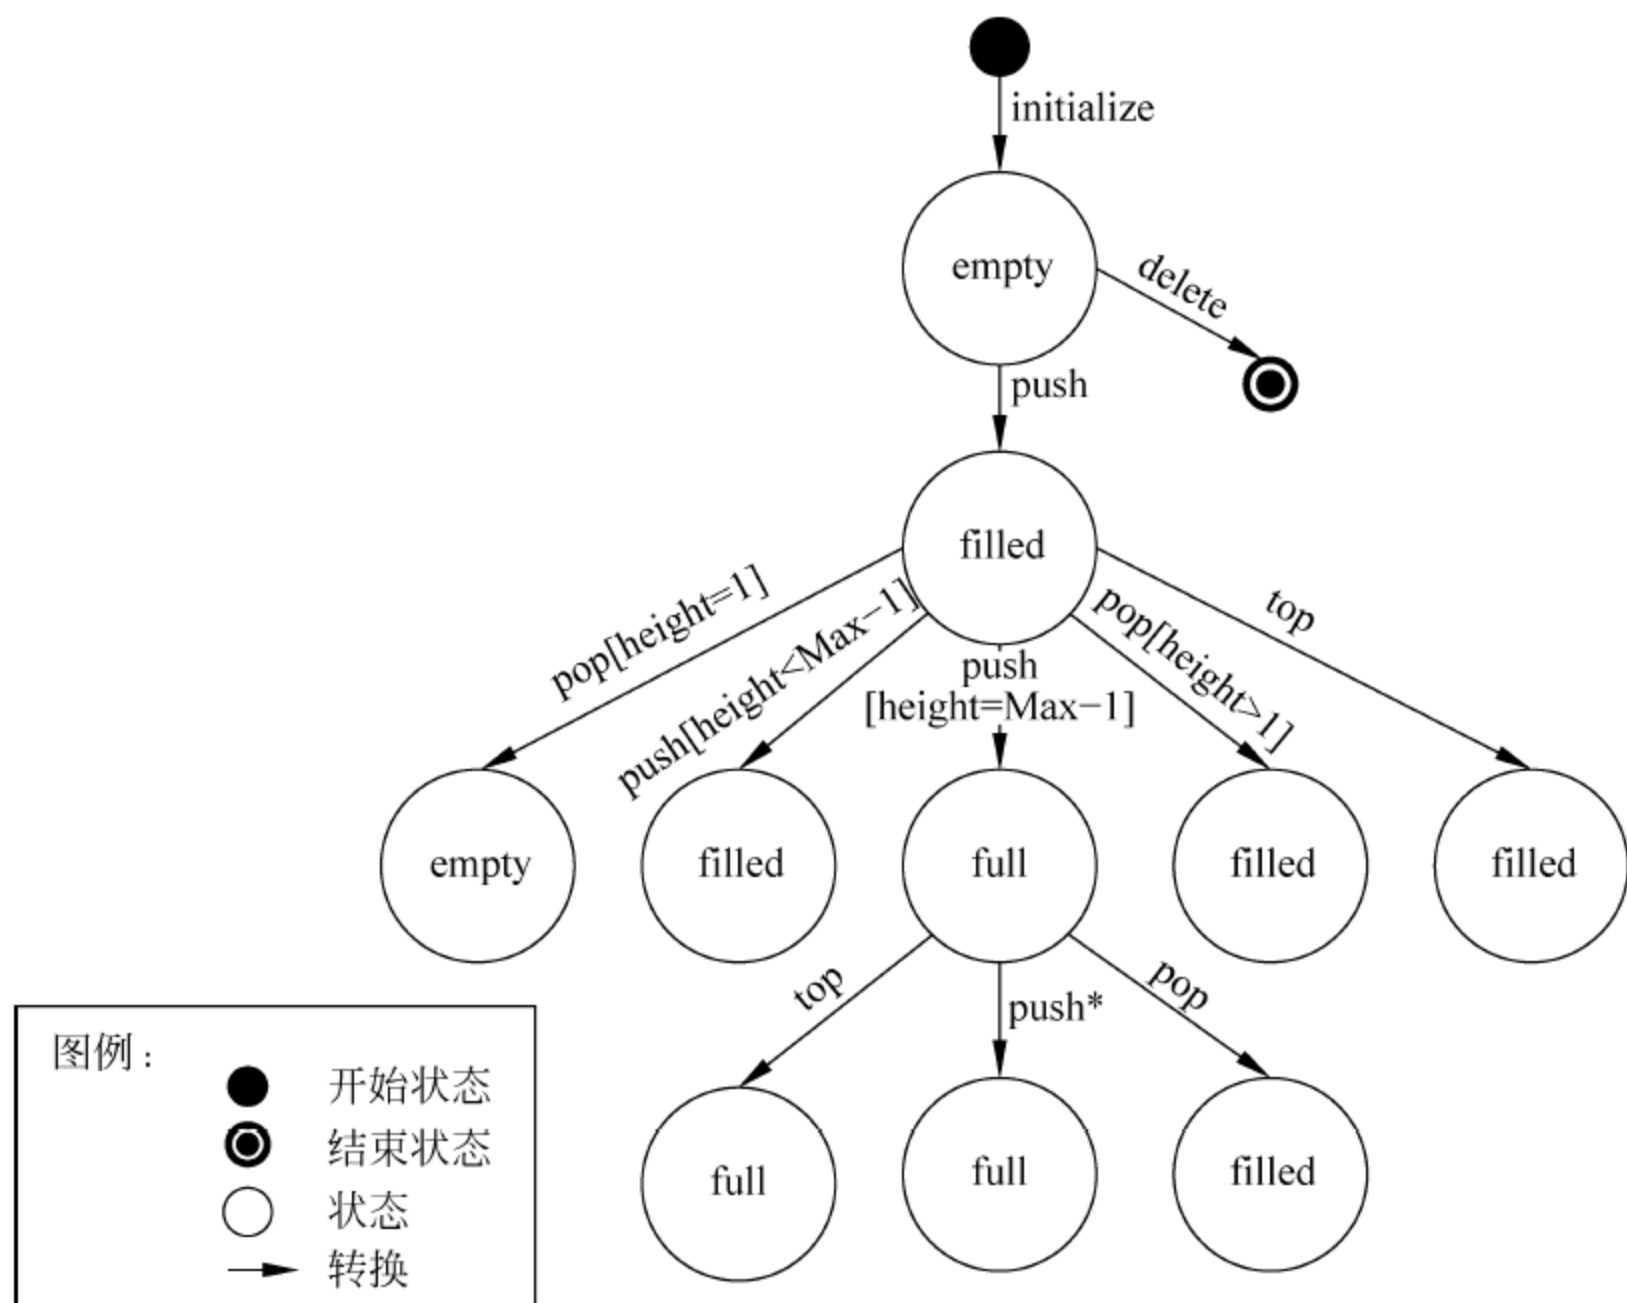 initialize
empty
delete
push
filled
pop[height=1]
push[height<Max−1]
push
[height=Max−1]
pop[height>1]
top
empty
filled
full
filled
filled
top
push*
pop
full
full
filled
图例：
开始状态
结束状态
状态
转换